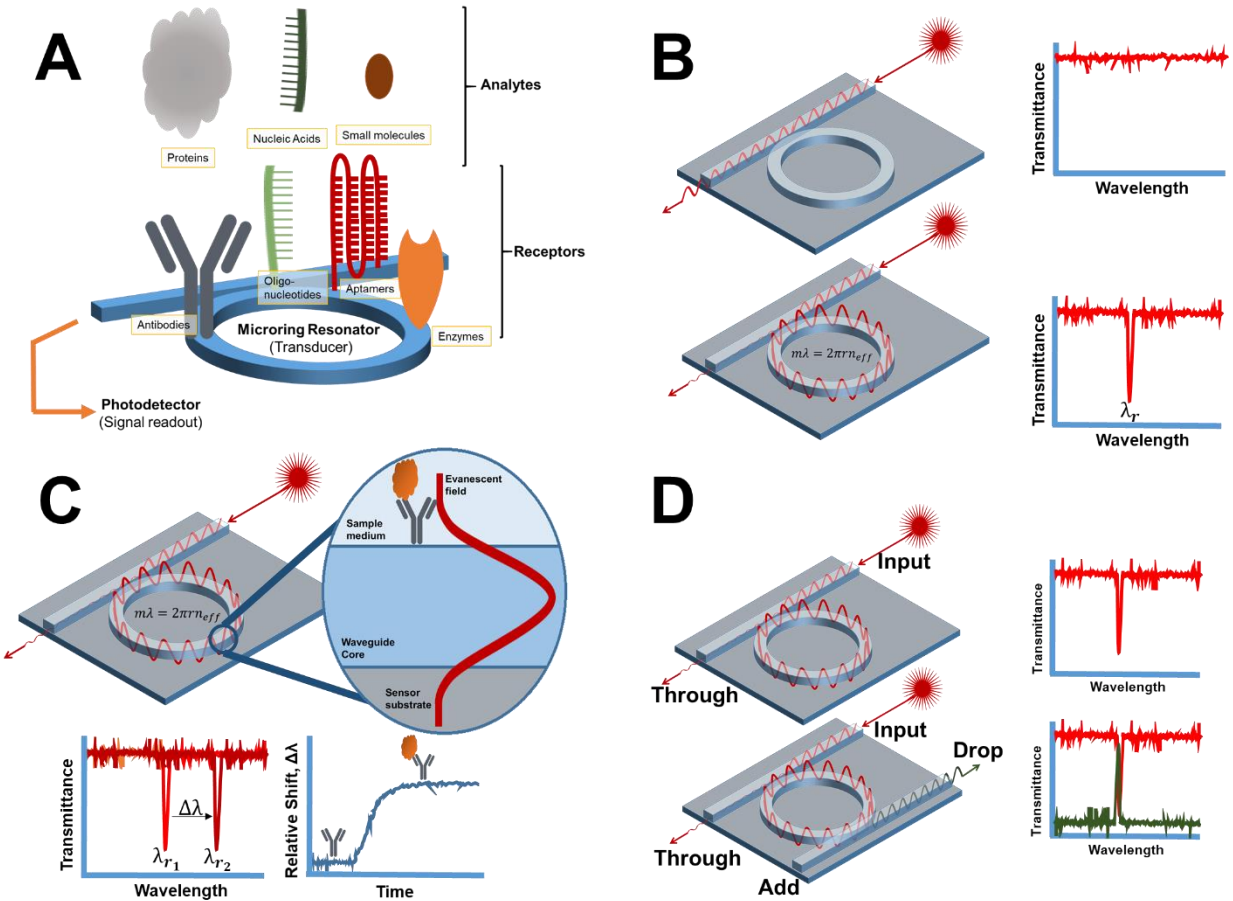 A
Analytes
Nucleic Acids
Small molecules
Proteins
Receptors
Oligo-
nucleotides
Aptamers
Antibodies
Microring Resonator
(Transducer)
Enzymes
Photodetector
(Signal readout)
B
Transmittance
Wavelength
mλ = 2πrn_eff
Transmittance
λ_r
Wavelength
C
mλ = 2πrn_eff
Evanescent
field
Sample
medium
Waveguide
Core
Sensor
substrate
Transmittance
Δλ
λ_r₁
λ_r₂
Wavelength
Relative Shift, Δλ
Time
D
Input
Through
Transmittance
Wavelength
Input
Drop
Through
Add
Transmittance
Wavelength